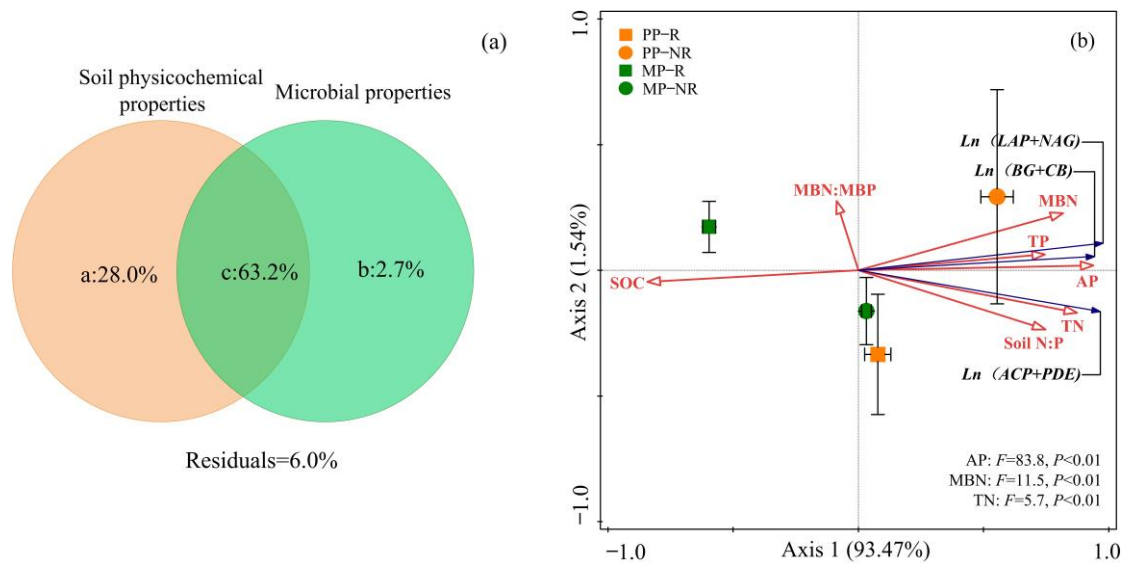 (a)
Soil physicochemical
properties
Microbial properties
a:28.0%
c:63.2%
b:2.7%
Residuals=6.0%
(b)
1.0
PP−R
PP−NR
MP−R
MP−NR
Ln（LAP+NAG)
Ln（BG+CB)
MBN:MBP
MBN
TP
AP
SOC
TN
Soil N:P
Ln（ACP+PDE)
Axis 2 (1.54%)
AP: F=83.8, P<0.01
MBN: F=11.5, P<0.01
TN: F=5.7, P<0.01
−1.0
−1.0
Axis 1 (93.47%)
1.0